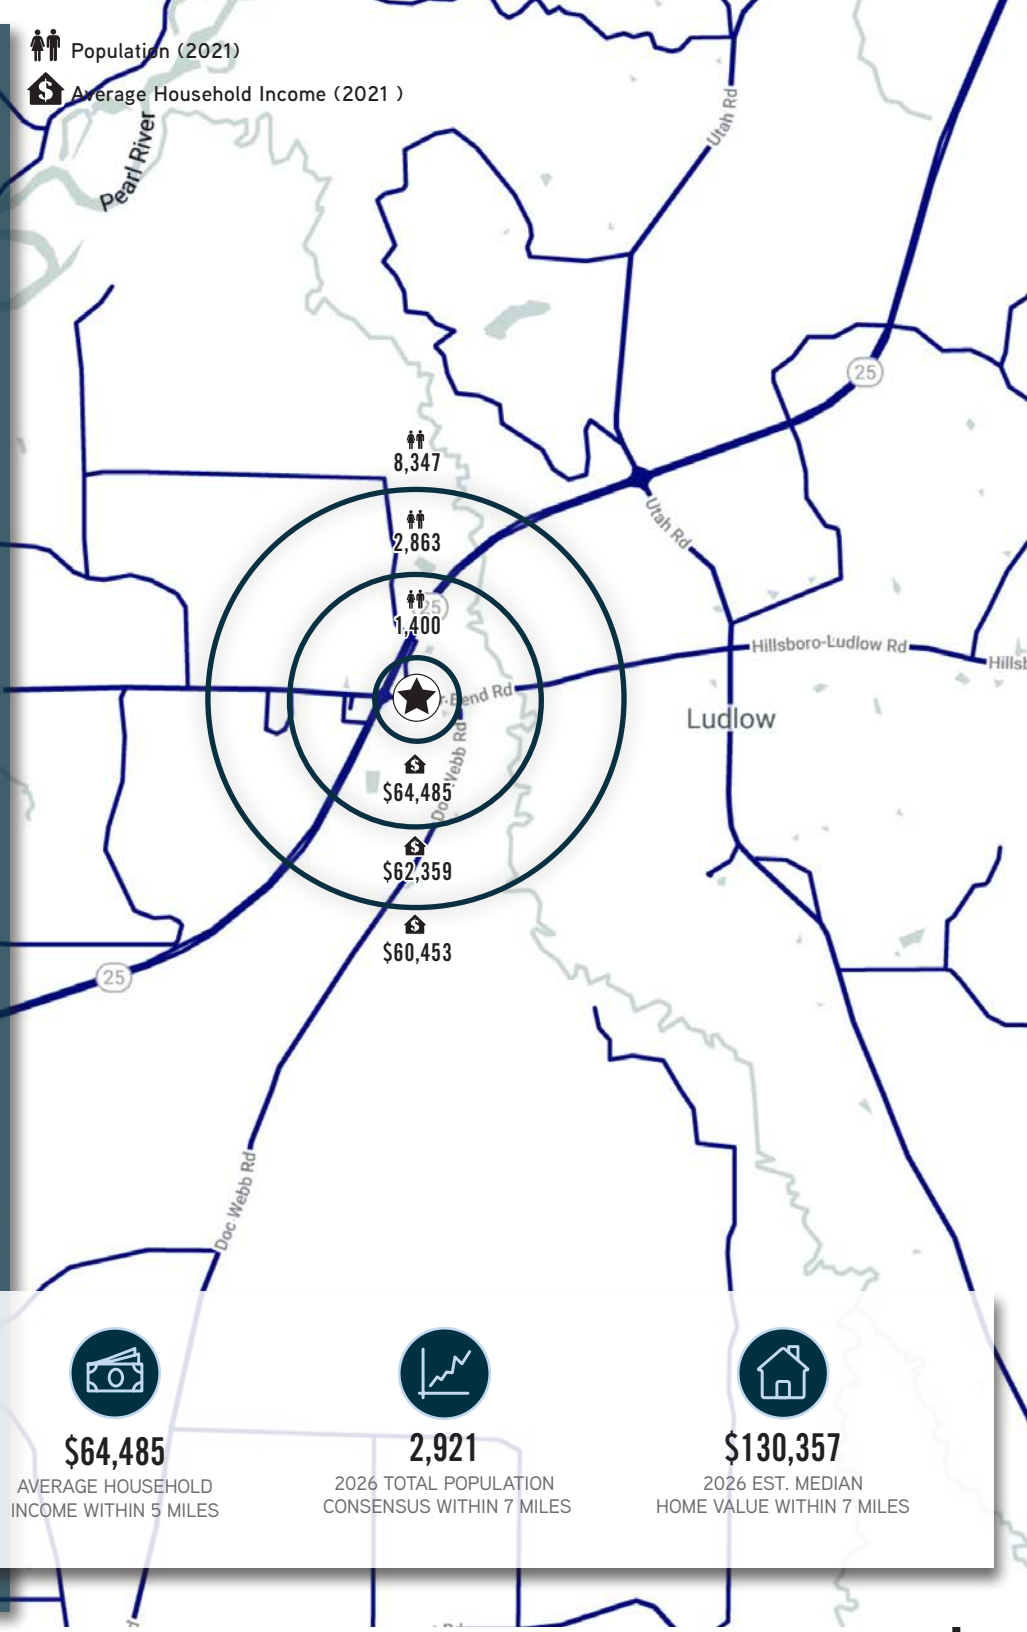 Population (2021)
Average Household Income (2021 )
Pearl River
Utah Rd
25
8,347
2,863
Utah Rd
25
1,400
Hillsboro-Ludlow Rd
Hillsb
r-Bend Rd
Ludlow
Doc Webb Rd
$64,485
$62,359
$60,453
25
Doc Webb Rd
$64,485
AVERAGE HOUSEHOLD
INCOME WITHIN 5 MILES
2,921
2026 TOTAL POPULATION
CONSENSUS WITHIN 7 MILES
$130,357
2026 EST. MEDIAN
HOME VALUE WITHIN 7 MILES